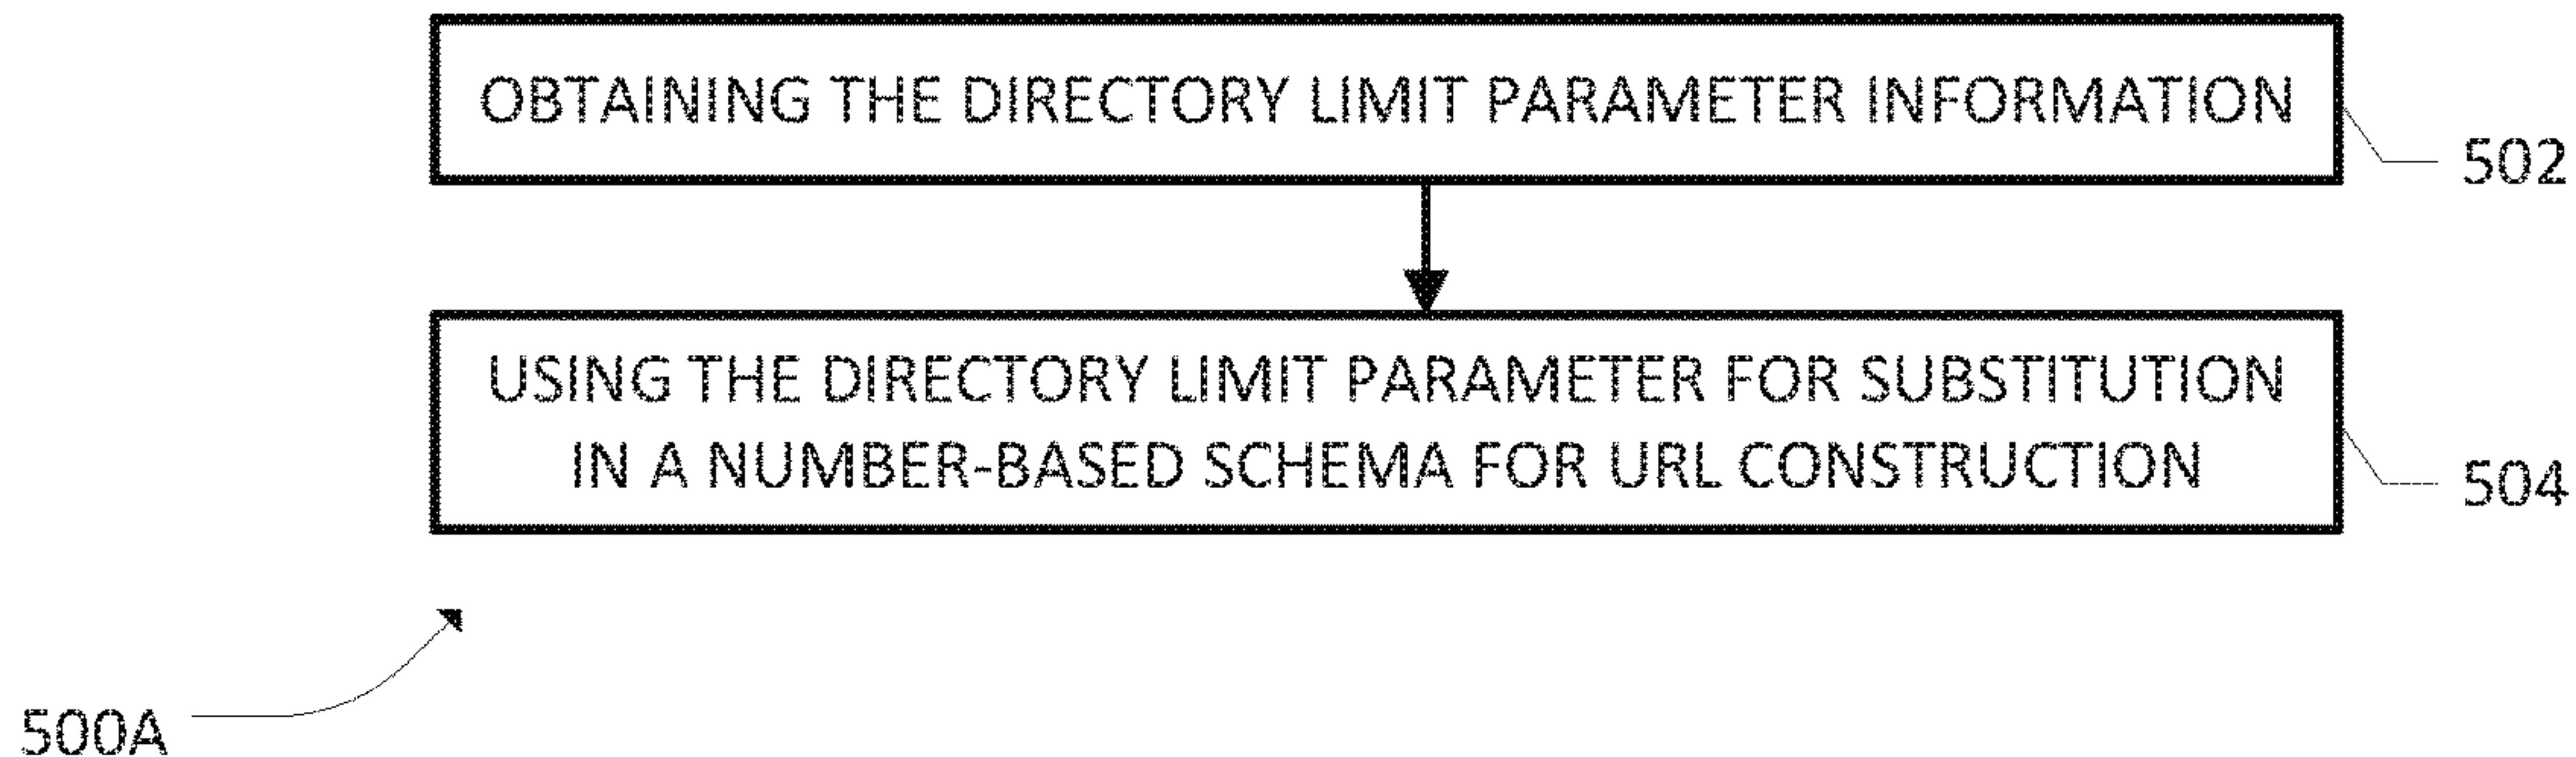 OBTAINING THE DIRECTORY LIMIT PARAMETER INFORMATION
502
USING THE DIRECTORY LIMIT PARAMETER FOR SUBSTITUTION
IN A NUMBER-BASED SCHEMA FOR URL CONSTRUCTION
504
500A